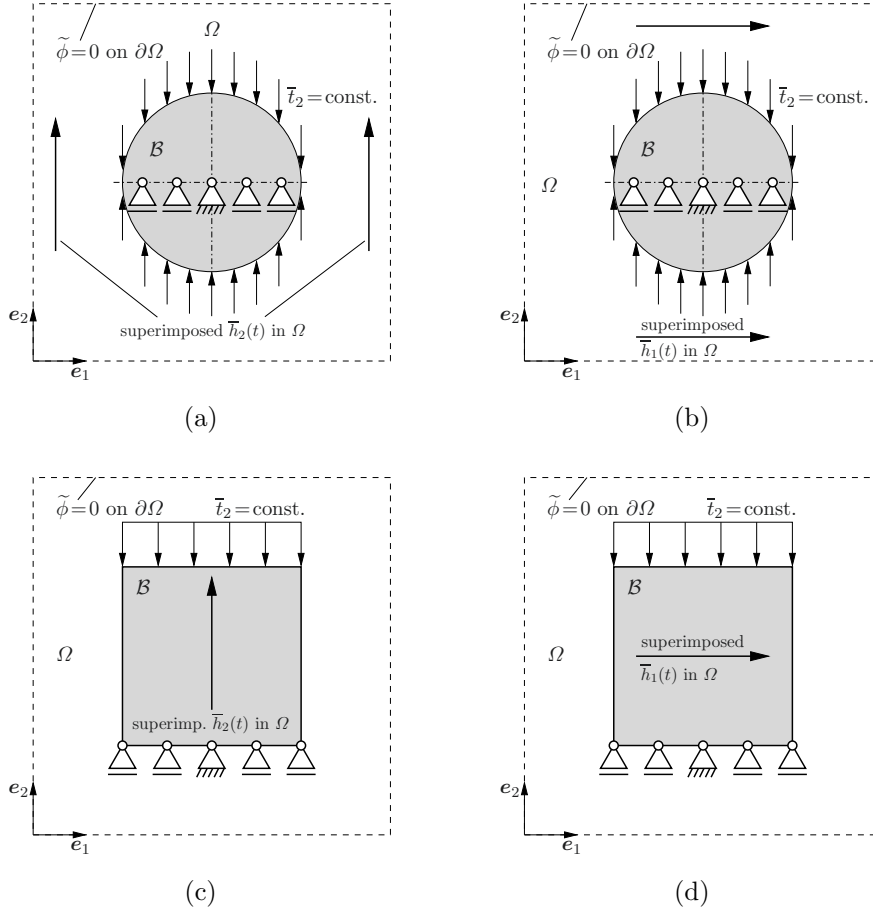 Ω
ϕ̃=0 on ∂Ω
t̄₂=const.
ℬ
superimposed h̄₂(t) in Ω
e₂
e₁
(a)
ϕ̃=0 on ∂Ω
t̄₂=const.
ℬ
Ω
superimposed
h̄₁(t) in Ω
e₂
e₁
(b)
ϕ̃=0 on ∂Ω
t̄₂=const.
ℬ
Ω
superimp. h̄₂(t) in Ω
e₂
e₁
(c)
ϕ̃=0 on ∂Ω
t̄₂=const.
ℬ
superimposed
Ω
h̄₁(t) in Ω
e₂
e₁
(d)